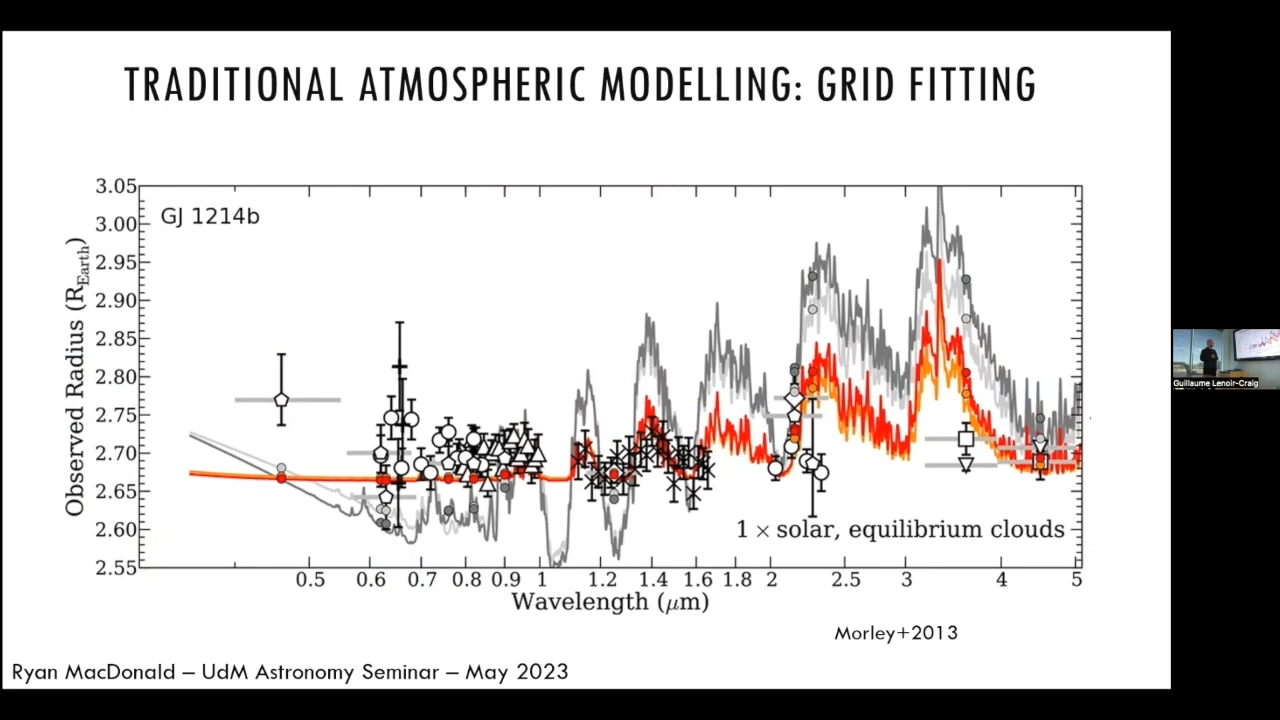 TRADITIONAL ATMOSPHERIC MODELLING: GRID FITTING
3.05
3.00
2.95
2.90
2.85
2.80
2.75
2.70
2.65
2.60
2.55
Observed Radius (R_Earth)
GJ 1214b
1 × solar, equilibrium clouds
0.5 0.6 0.7 0.8 0.9 1 1.2 1.4 1.6 1.8 2 2.5 3 4 5
Wavelength (μm)
Morley+2013
Ryan MacDonald – UdM Astronomy Seminar – May 2023
Guillaume Lenoir-Craig